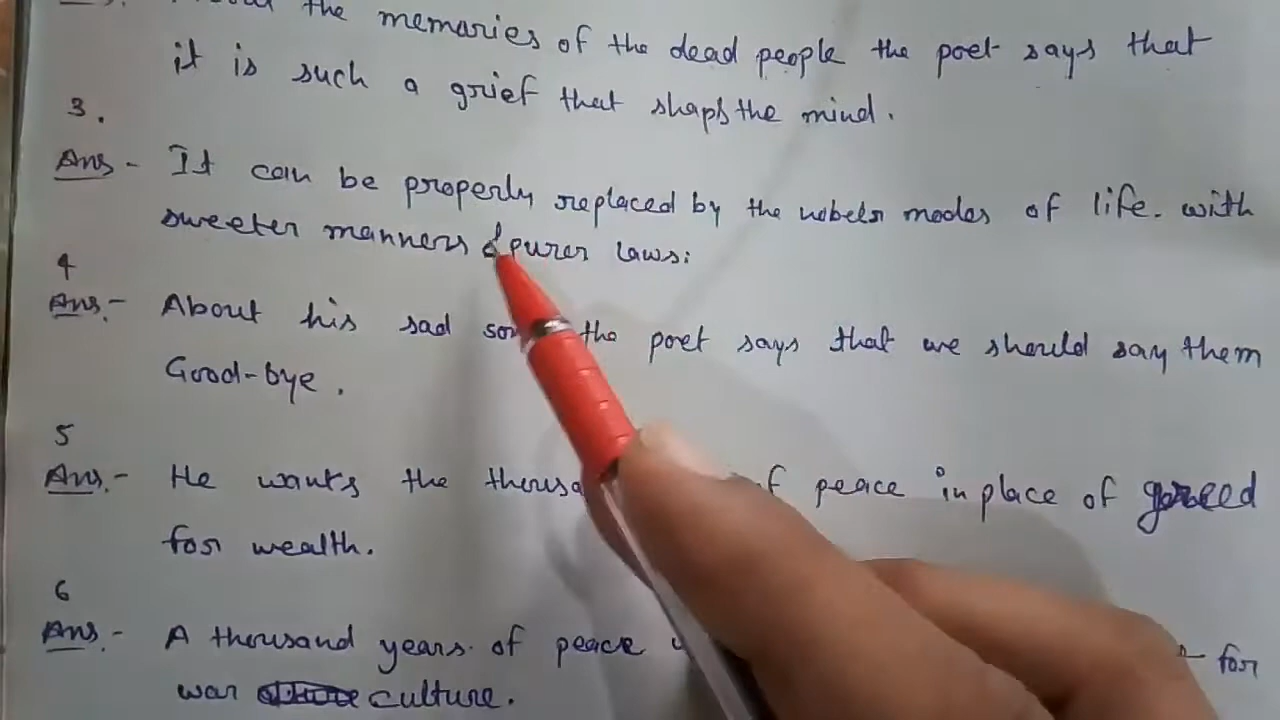 the memories of the dead people the poet says that
it is such a grief that shaps the mind.
3.
Ans- It can be properly replaced by the nobelr modes of life. with
sweeter manners & purer laws:
4
Ans:- About his sad the poet says that we should say them
Good-bye.
5
Ans.- He wants the of peace in place of greed
for wealth.
6
Ans.- A thousand years. of peace for
war culture.